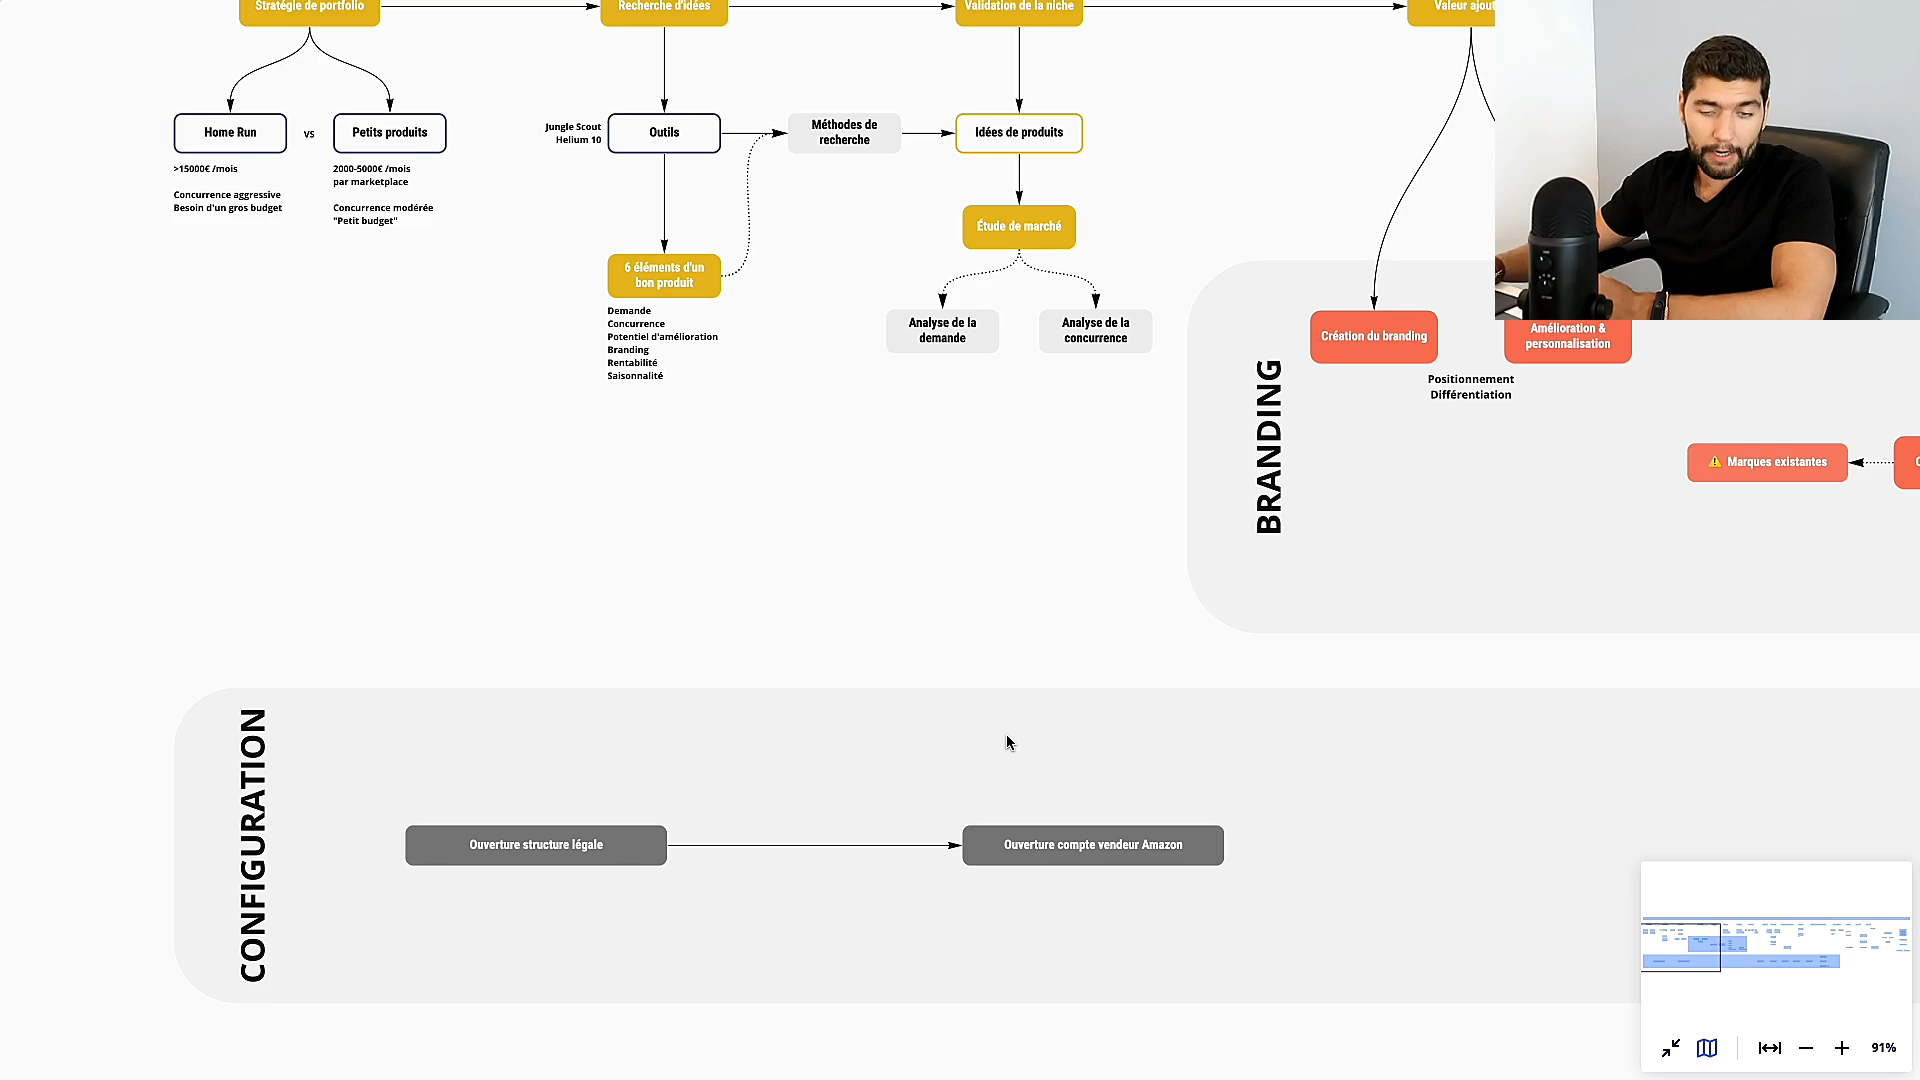 Stratégie de portfolio
Recherche d'idées
Validation de la niche
Valeur ajout
Home Run
vs
Petits produits
>15000€ /mois
Concurrence aggressive
Besoin d'un gros budget
2000-5000€ /mois
par marketplace
Concurrence modérée
"Petit budget"
Jungle Scout
Helium 10
Outils
Méthodes de
recherche
Idées de produits
Étude de marché
6 éléments d'un
bon produit
Demande
Concurrence
Potentiel d'amélioration
Branding
Rentabilité
Saisonnalité
Analyse de la
demande
Analyse de la
concurrence
BRANDING
Création du branding
Amélioration &
personnalisation
Positionnement
Différentiation
Marques existantes
CONFIGURATION
Ouverture structure légale
Ouverture compte vendeur Amazon
91%